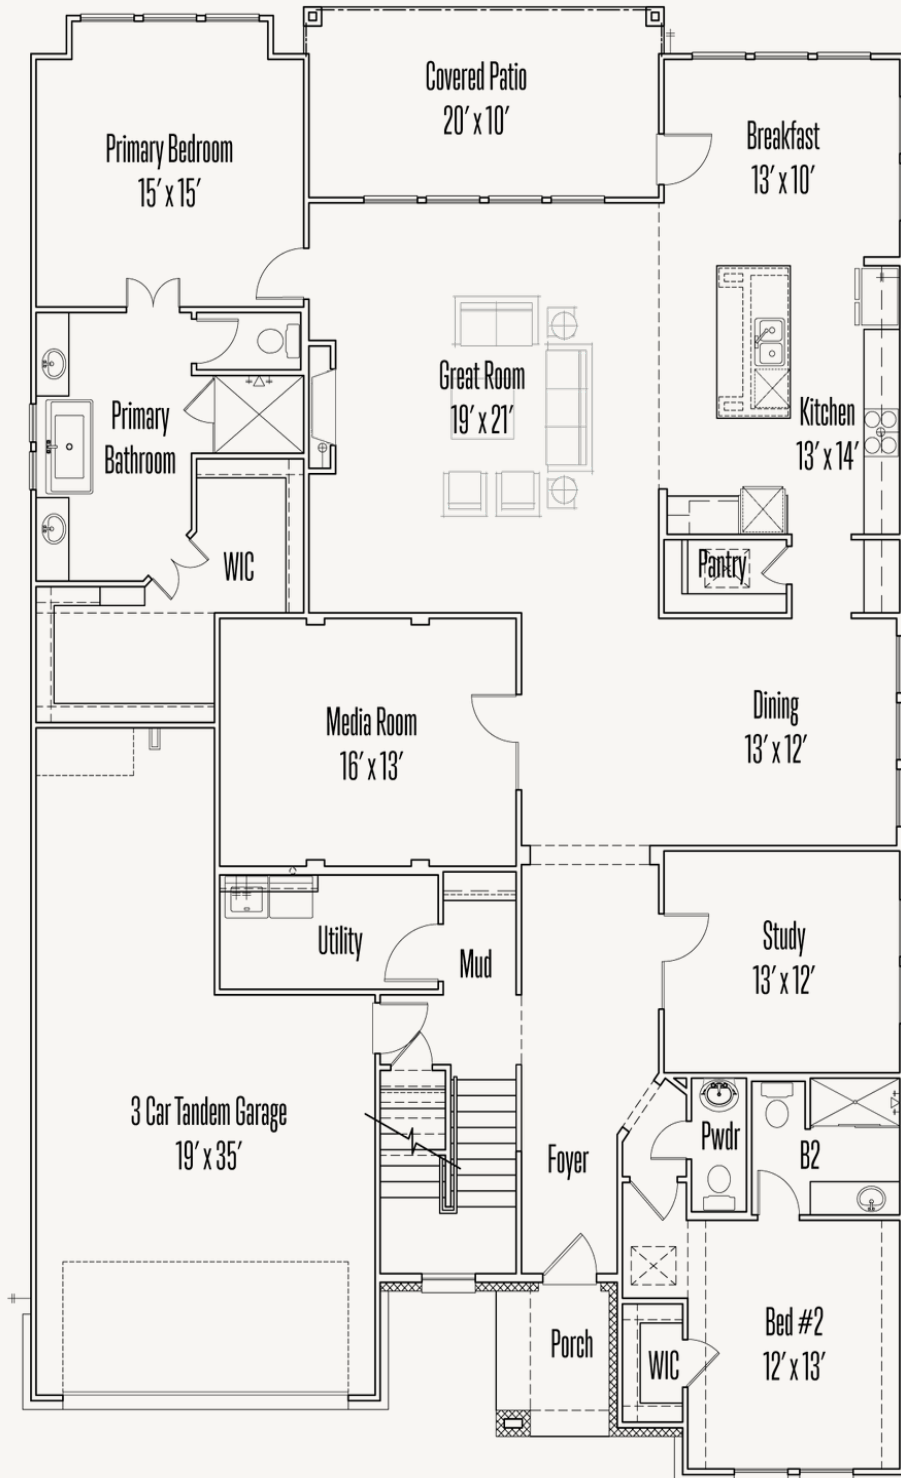 Covered Patio
20′ x 10′
Primary Bedroom
15′ x 15′
Breakfast
13′ x 10′
Great Room
19′ x 21′
Primary
Bathroom
Kitchen
13′ x 14′
WIC
Pantry
Media Room
16′ x 13′
Dining
13′ x 12′
Utility
Mud
Study
13′ x 12′
3 Car Tandem Garage
19′ x 35′
Foyer
Pwdr
B2
Porch
WIC
Bed #2
12′ x 13′